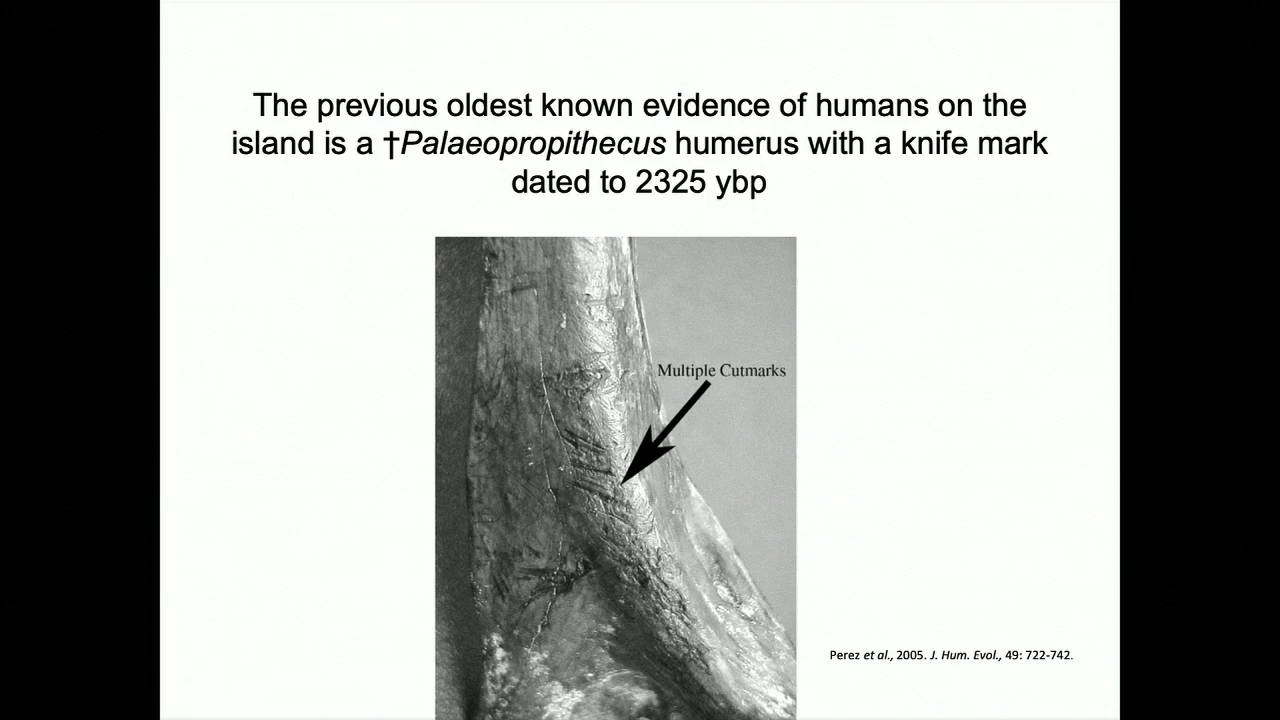 The previous oldest known evidence of humans on the
island is a †Palaeopropithecus humerus with a knife mark
dated to 2325 ybp
Multiple Cutmarks
Perez et al., 2005. J. Hum. Evol., 49: 722-742.